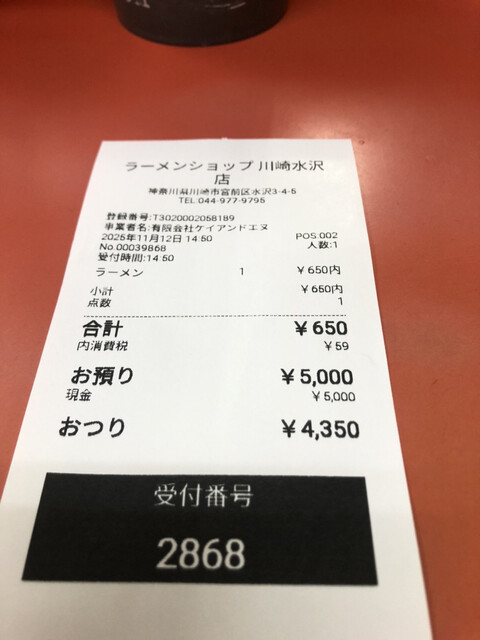 ラーメンショップ 川崎水沢
店
神奈川県川崎市宮前区水沢3-4-5
TEL:044-977-9795
登録番号:T3020002058189
事業者名:有限会社ケイアンドエヌ
2025年11月12日 14:50 POS:002
No.00039868 人数:1
受付時間:14:50
ラーメン 1 ￥650内
小計 ￥650内
点数 1
合計 ￥650
内消費税 ￥59
お預り ￥5,000
現金 ￥5,000
おつり ￥4,350
受付番号
2868